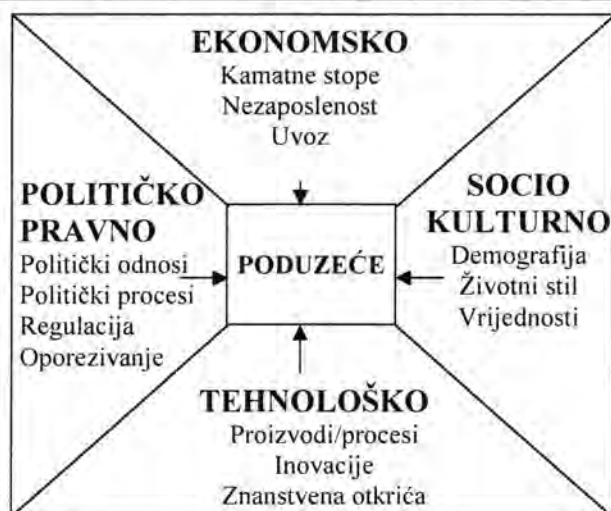 EKONOMSKO
Kamatne stope
Nezaposlenost
Uvoz
POLITIČKO
PRAVNO
Politički odnosi
Politički procesi
Regulacija
Oporezivanje
PODUZEĆE
SOCIO
KULTURNO
Demografija
Životni stil
Vrijednosti
TEHNOLOŠKO
Proizvodi/procesi
Inovacije
Znanstvena otkrića